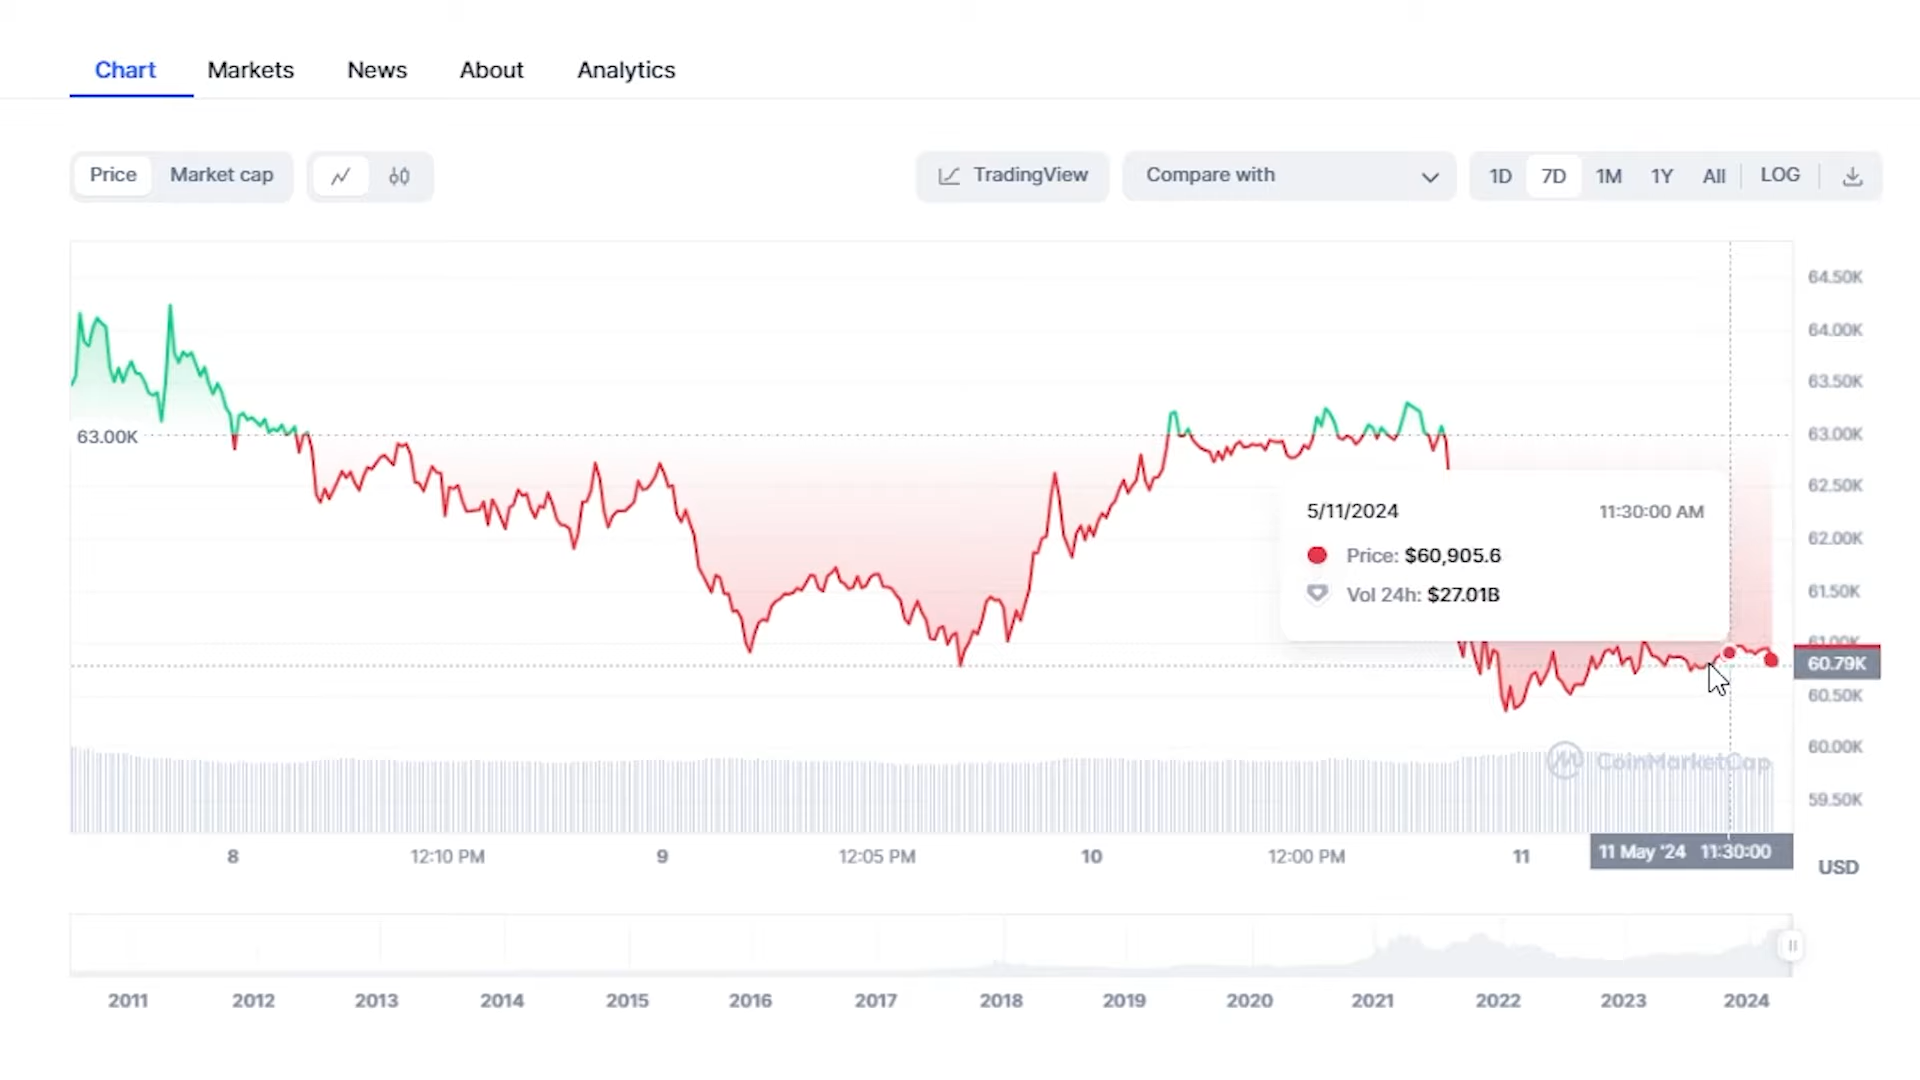 Chart Markets News About Analytics
Price Market cap TradingView Compare with 1D 7D 1M 1Y All LOG
64.50K
64.00K
63.50K
63.00K 63.00K
62.50K
5/11/2024 11:30:00 AM
62.00K
Price: $60,905.6
Vol 24h: $27.01B
61.50K
61.00K
60.79K
60.50K
60.00K
CoinMarketCap
59.50K
8 12:10 PM 9 12:05 PM 10 12:00 PM 11 11 May '24 11:30:00
USD
2011 2012 2013 2014 2015 2016 2017 2018 2019 2020 2021 2022 2023 2024